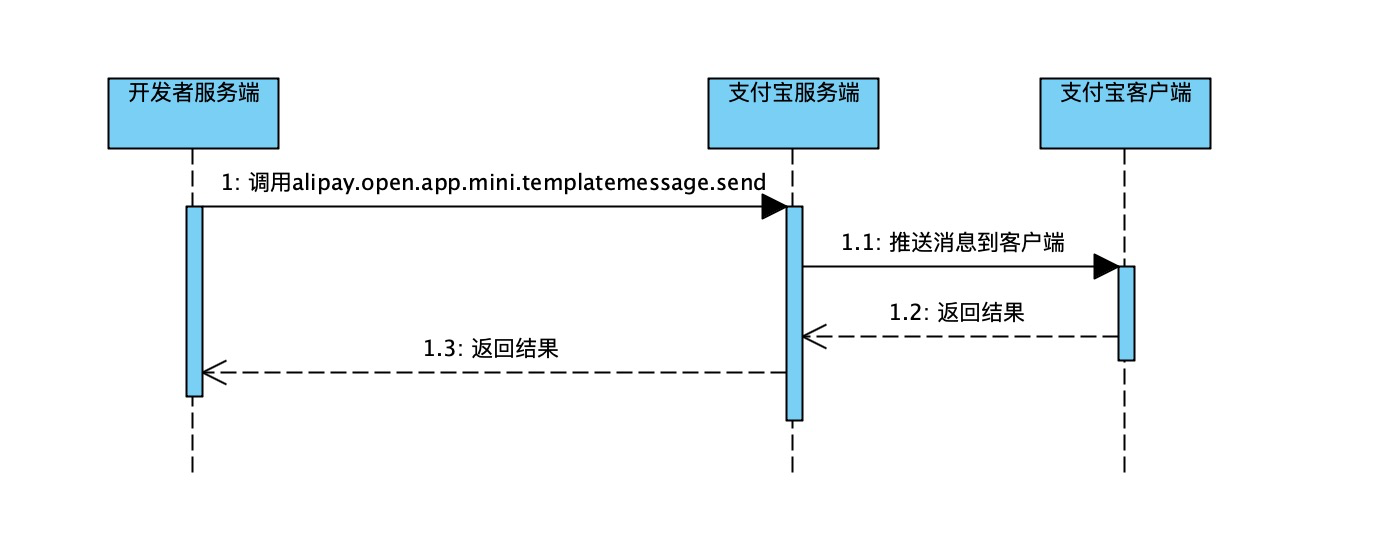 开发者服务端
支付宝服务端
支付宝客户端
1: 调用alipay.open.app.mini.templatemessage.send
1.1: 推送消息到客户端
1.2: 返回结果
1.3: 返回结果